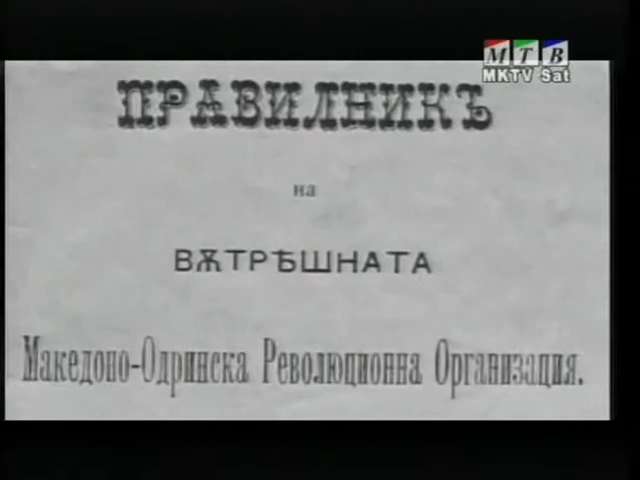 МТВ
MKTV Sat
ПРАВИЛНИКЪ
на
ВѪТРѢШНАТА
Македоно-Одринска Революционна Организация.